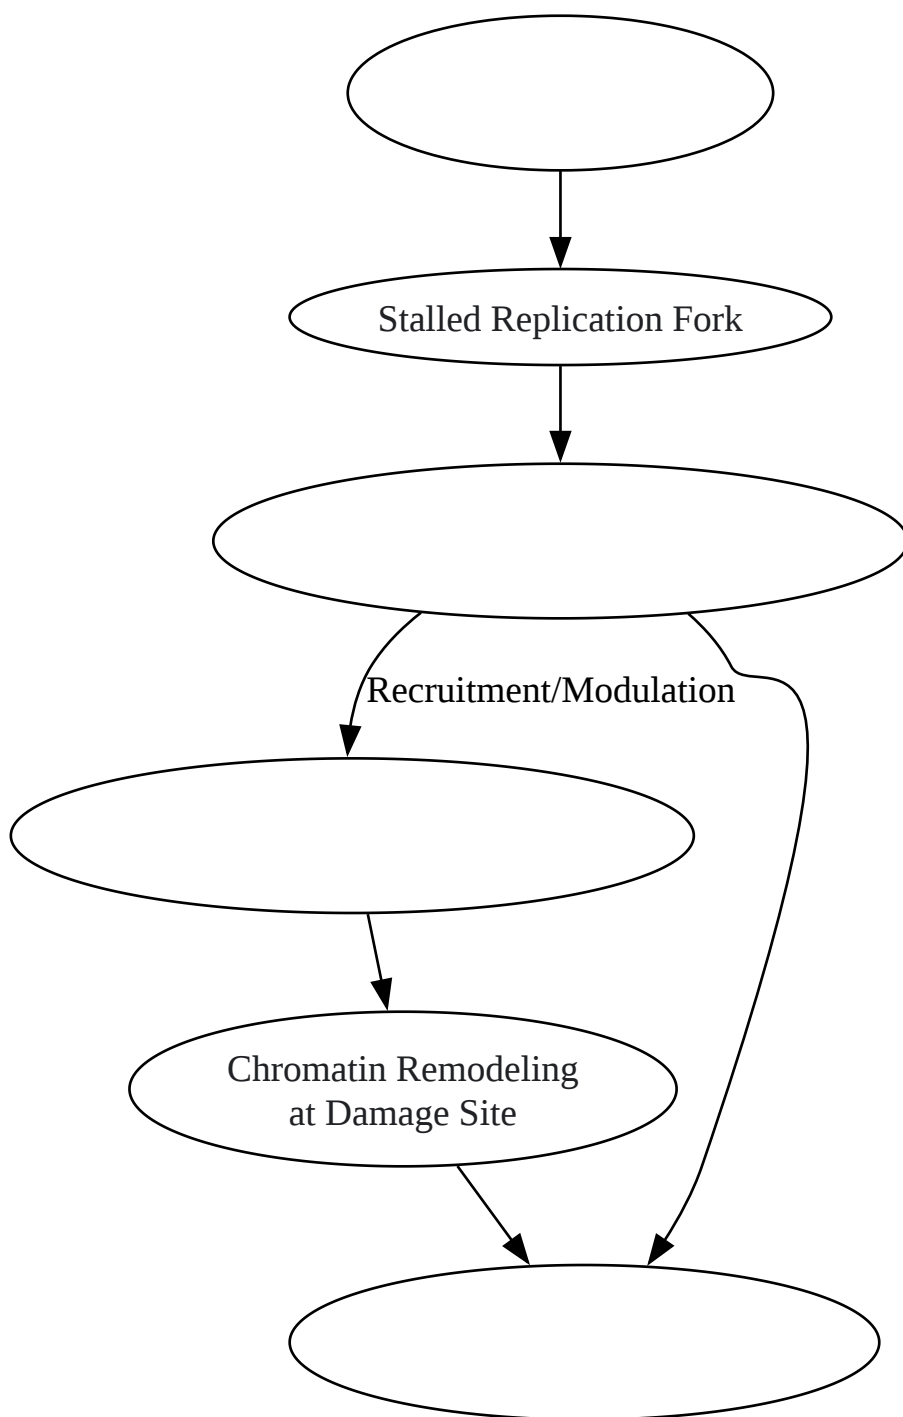 Stalled Replication Fork
Recruitment/Modulation
Chromatin Remodeling
at Damage Site